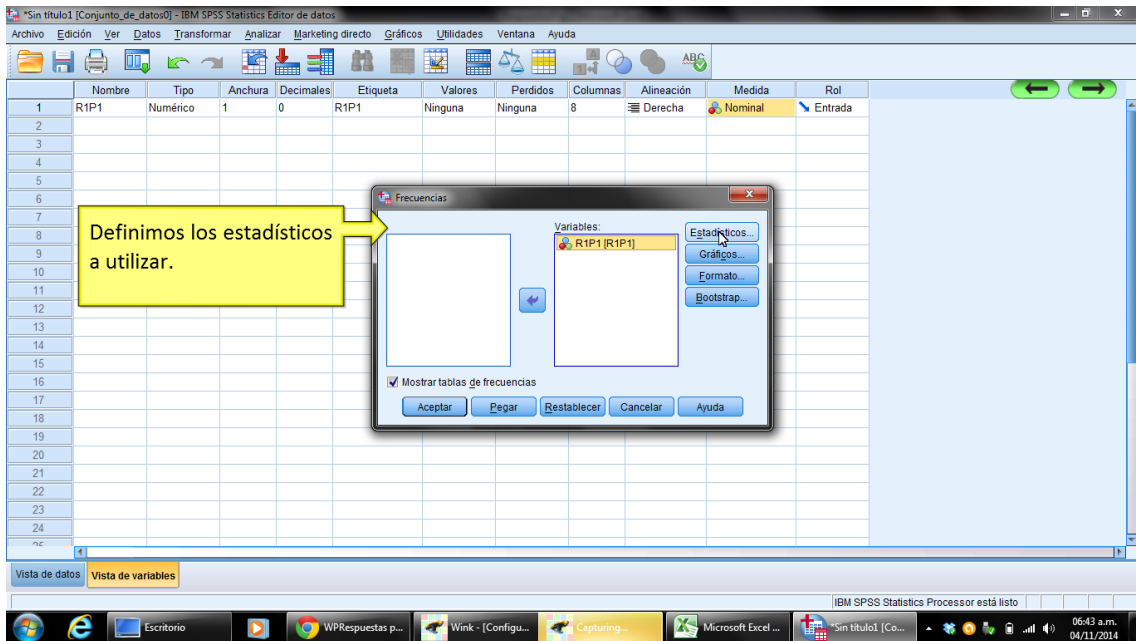 *Sin título1 [Conjunto_de_datos0] - IBM SPSS Statistics Editor de datos
Archivo Edición Ver Datos Transformar Analizar Marketing directo Gráficos Utilidades Ventana Ayuda
Nombre Tipo Anchura Decimales Etiqueta Valores Perdidos Columnas Alineación Medida Rol
1 R1P1 Numérico 1 0 R1P1 Ninguna Ninguna 8 Derecha Nominal Entrada
2
3
4
5
6
7
8
9
10
11
12
13
14
15
16
17
18
19
20
21
22
23
24
25
Definimos los estadísticos
a utilizar.
Frecuencias
Variables:
R1P1 [R1P1]
Estadísticos...
Gráficos...
Formato...
Bootstrap...
Mostrar tablas de frecuencias
Aceptar Pegar Restablecer Cancelar Ayuda
Vista de datos Vista de variables
IBM SPSS Statistics Processor está listo
Escritorio WPRespuestas p... Wink - [Configu... Capturing... Microsoft Excel ... *Sin título1 [Co...
06:43 a.m.
04/11/2014